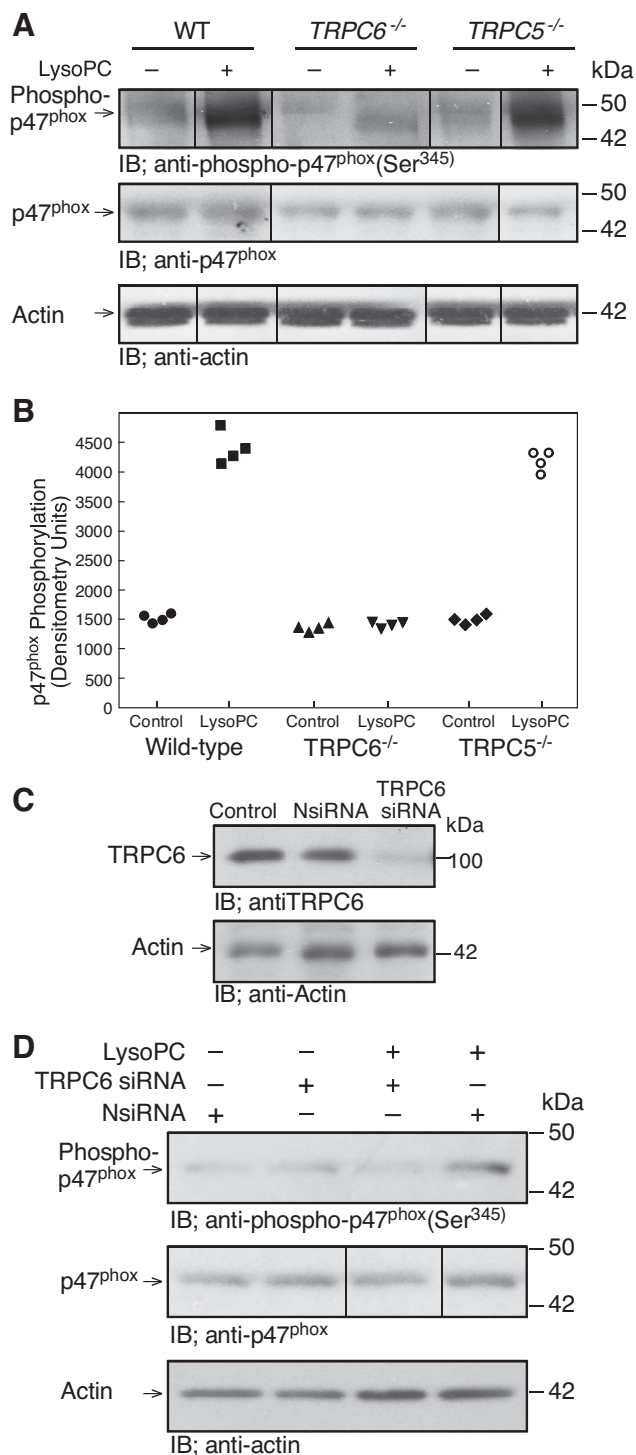 A
WT TRPC6-/- TRPC5-/-
LysoPC – + – + – + kDa
Phospho-p47phox → 50
42
IB; anti-phospho-p47phox(Ser345)
p47phox → 50
42
IB; anti-p47phox
Actin → 42
IB; anti-actin
B
p47phox Phosphorylation
(Densitometry Units)
4500
4000
3500
3000
2500
2000
1500
1000
500
0
Control LysoPC Control LysoPC Control LysoPC
Wild-type TRPC6-/- TRPC5-/-
C
Control NsiRNA TRPC6 siRNA
kDa
TRPC6 → 100
IB; antiTRPC6
Actin → 42
IB; anti-Actin
D
LysoPC – – + +
TRPC6 siRNA – + + –
NsiRNA + – – + kDa
Phospho-p47phox → 50
42
IB; anti-phospho-p47phox(Ser345)
p47phox → 50
42
IB; anti-p47phox
Actin → 42
IB; anti-actin